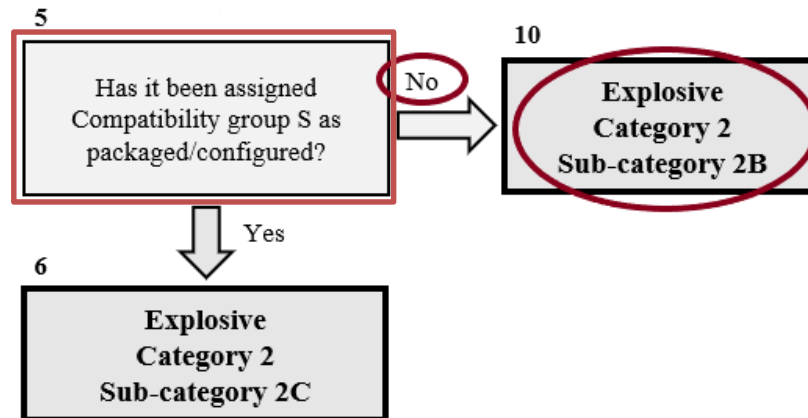 5
Has it been assigned
Compatibility group S as
packaged/configured?
No
10
Explosive
Category 2
Sub-category 2B
Yes
6
Explosive
Category 2
Sub-category 2C